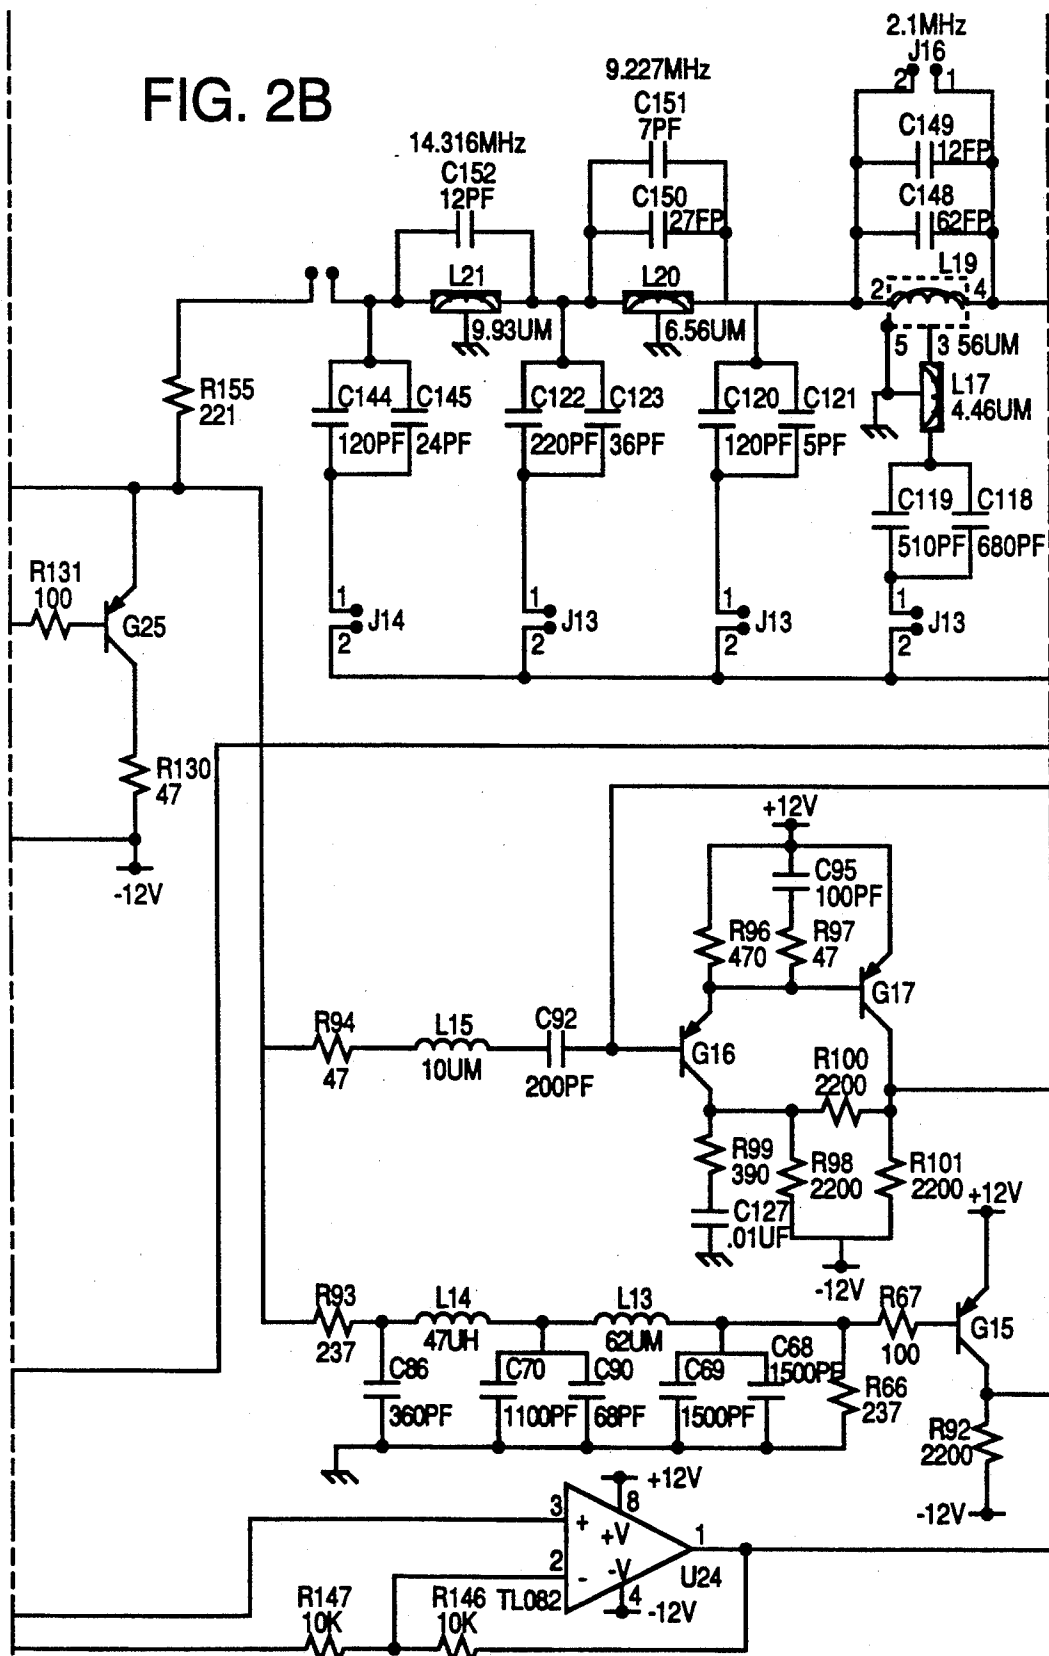 FIG. 2B
2.1MHz
J16
2 1
9.227MHz
C151
7PF
C149
12FP
14.316MHz
C152
12PF
C150
27FP
C148
62FP
L21
9.93UM
L20
6.56UM
L19
2 4
5 3 56UM
L17
4.46UM
R155
221
C144
120PF
C145
24PF
C122
220PF
C123
36PF
C120
120PF
C121
5PF
C119
510PF
C118
680PF
R131
100
G25
1
J14
2
1
J13
2
1
J13
2
1
J13
2
R130
47
-12V
+12V
C95
100PF
R96
470
R97
47
G17
R94
47
L15
10UM
C92
200PF
G16
R100
2200
R99
390
R98
2200
R101
2200
C127
.01UF
-12V
+12V
R93
237
L14
47UH
L13
62UM
R67
100
G15
C86
360PF
C70
1100PF
C90
68PF
C69
1500PF
C68
1500PF
R66
237
R92
2200
-12V
+12V
3 8
+ +V
1
2
- -V
U24
TL082
4
-12V
R147
10K
R146
10K